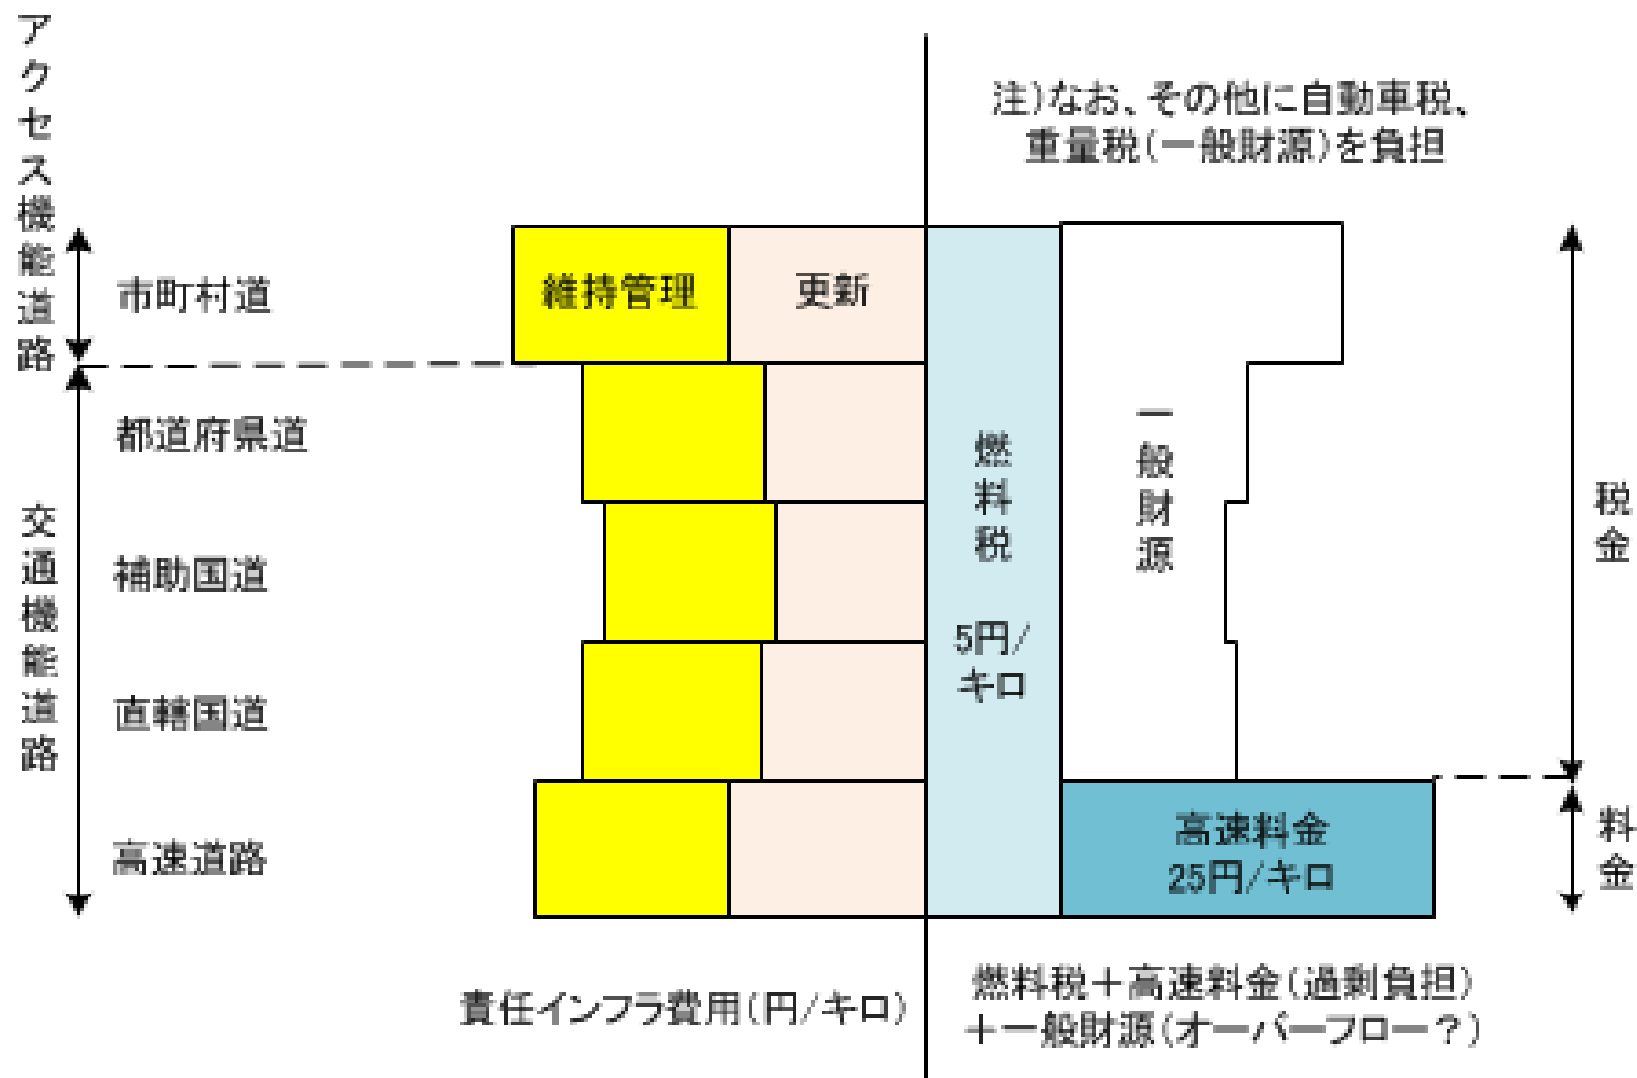 アクセス機能道路
注)なお、その他に自動車税、
重量税(一般財源)を負担
市町村道
維持管理
更新
都道府県道
補助国道
直轄国道
高速道路
交通機能道路
燃料税
5円/
キロ
一般財源
高速料金
25円/キロ
税金
料金
責任インフラ費用(円/キロ)
燃料税＋高速料金(過剰負担)
＋一般財源(オーバーフロー？)